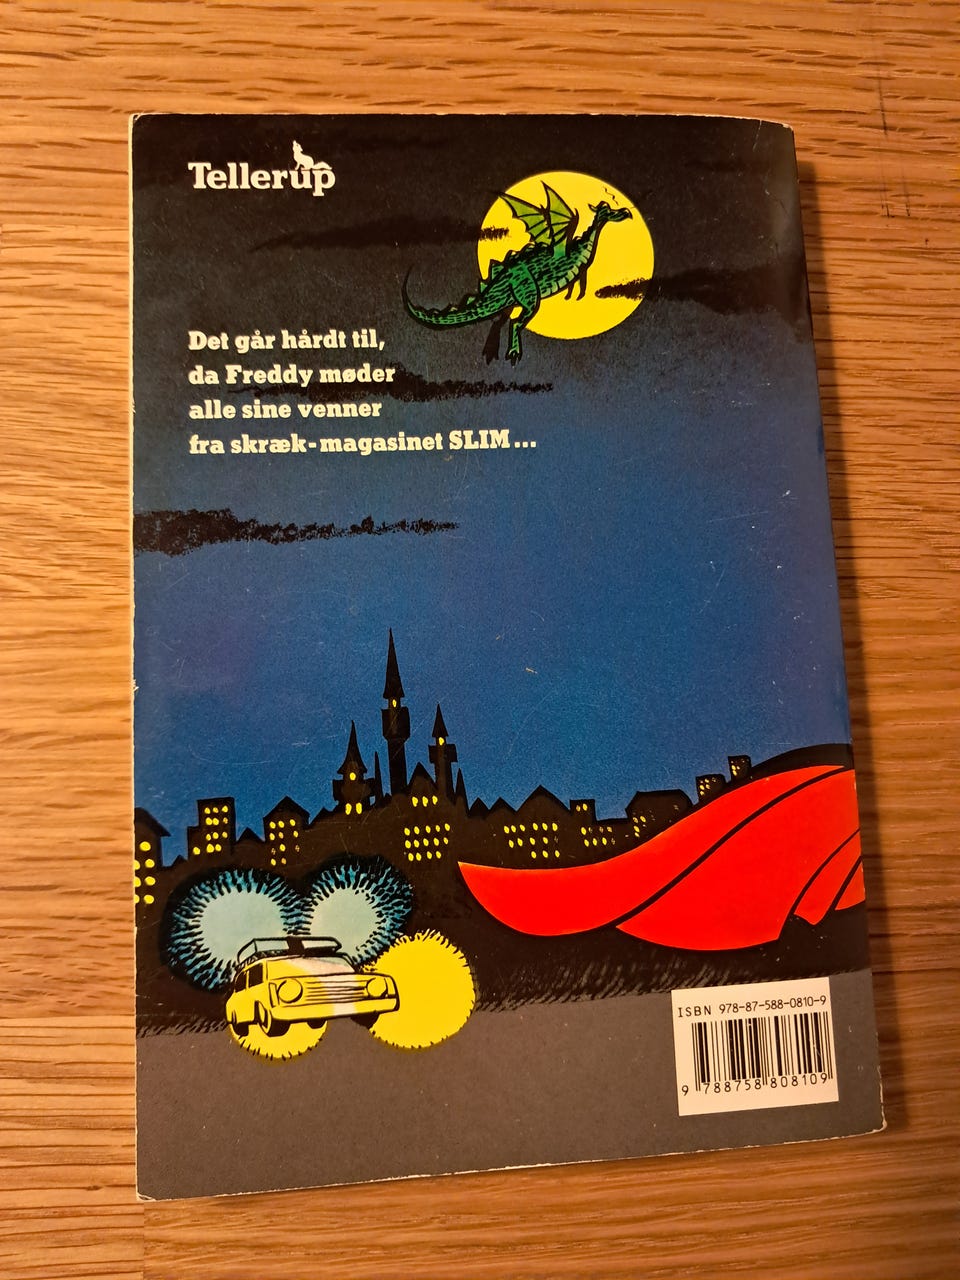 Tellerup
Det går hårdt til,
da Freddy møder
alle sine venner
fra skræk-magasinet SLIM...
ISBN 978-87-588-0810-9
9 788758 808109